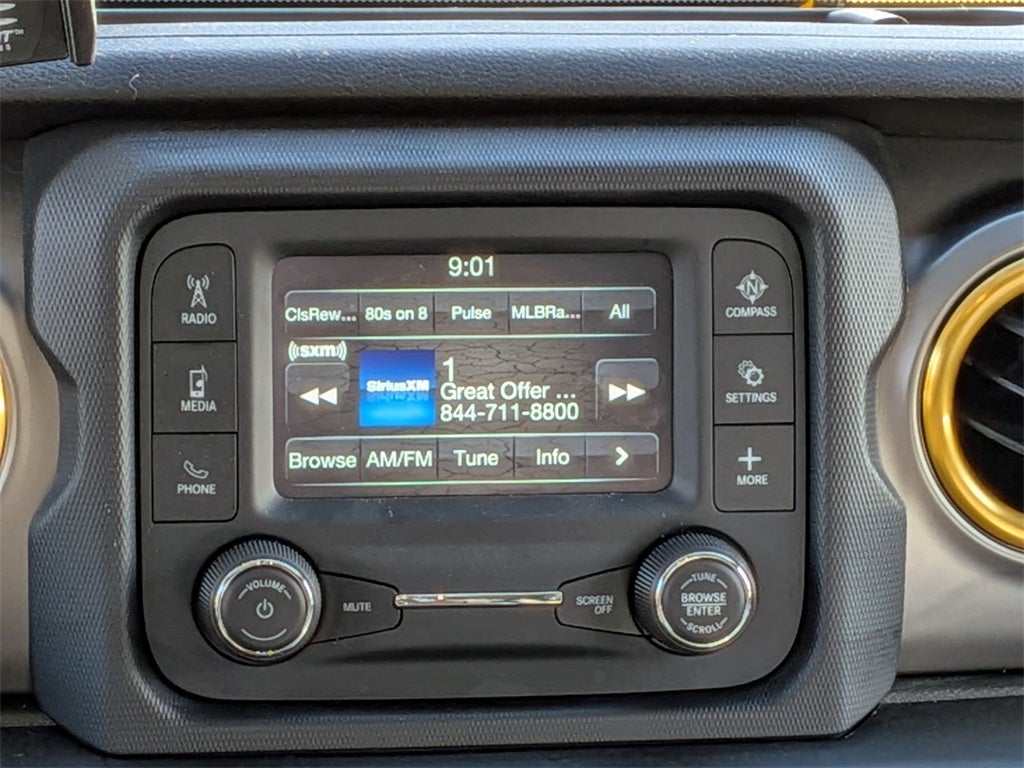 9:01
ClsRew... 80s on 8 Pulse MLBRa... All
((sxm))
SiriusXM
1
Great Offer ...
844-711-8800
Browse AM/FM Tune Info >
RADIO
MEDIA
PHONE
N
COMPASS
SETTINGS
+
MORE
VOLUME
MUTE
SCREEN
OFF
TUNE
BROWSE
ENTER
SCROLL